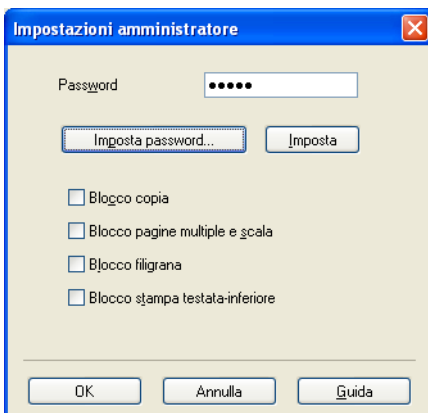 Impostazioni amministratore
Password •••••
Imposta password... Imposta
Blocco copia
Blocco pagine multiple e scala
Blocco filigrana
Blocco stampa testata-inferiore
OK Annulla Guida